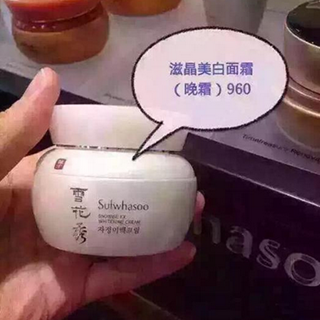 滋晶美白面霜
（晚霜）960
雪花秀
Sulwhasoo
SNOWISE EX
WHITENING CREAM
자정미백크림
hasoo